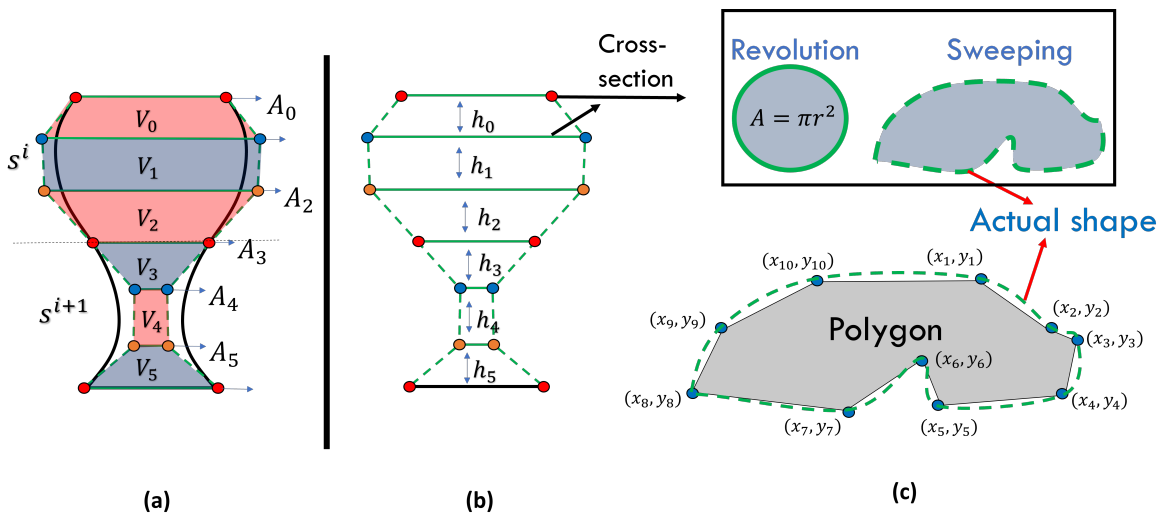 A₀
V₀
sⁱ
V₁
A₂
V₂
A₃
V₃
A₄
sⁱ⁺¹
V₄
A₅
V₅
(a)
h₀
h₁
h₂
h₃
h₄
h₅
(b)
Cross-
section
Revolution
Sweeping
A = πr²
Actual shape
(x₁₀, y₁₀)
(x₁, y₁)
(x₉, y₉)
(x₂, y₂)
Polygon
(x₃, y₃)
(x₆, y₆)
(x₈, y₈)
(x₄, y₄)
(x₇, y₇)
(x₅, y₅)
(c)